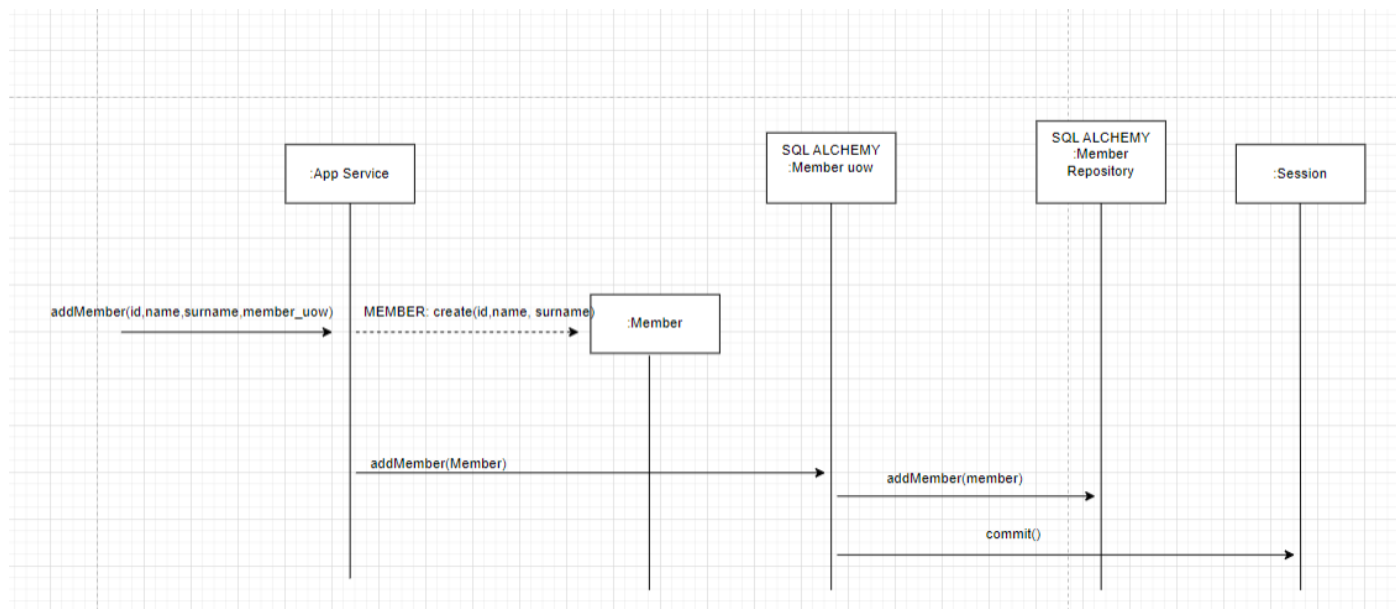 :App Service
SQL ALCHEMY
:Member uow
SQL ALCHEMY
:Member
Repository
:Session
addMember(id,name,surname,member_uow)
MEMBER: create(id,name, surname)
:Member
addMember(Member)
addMember(member)
commit()